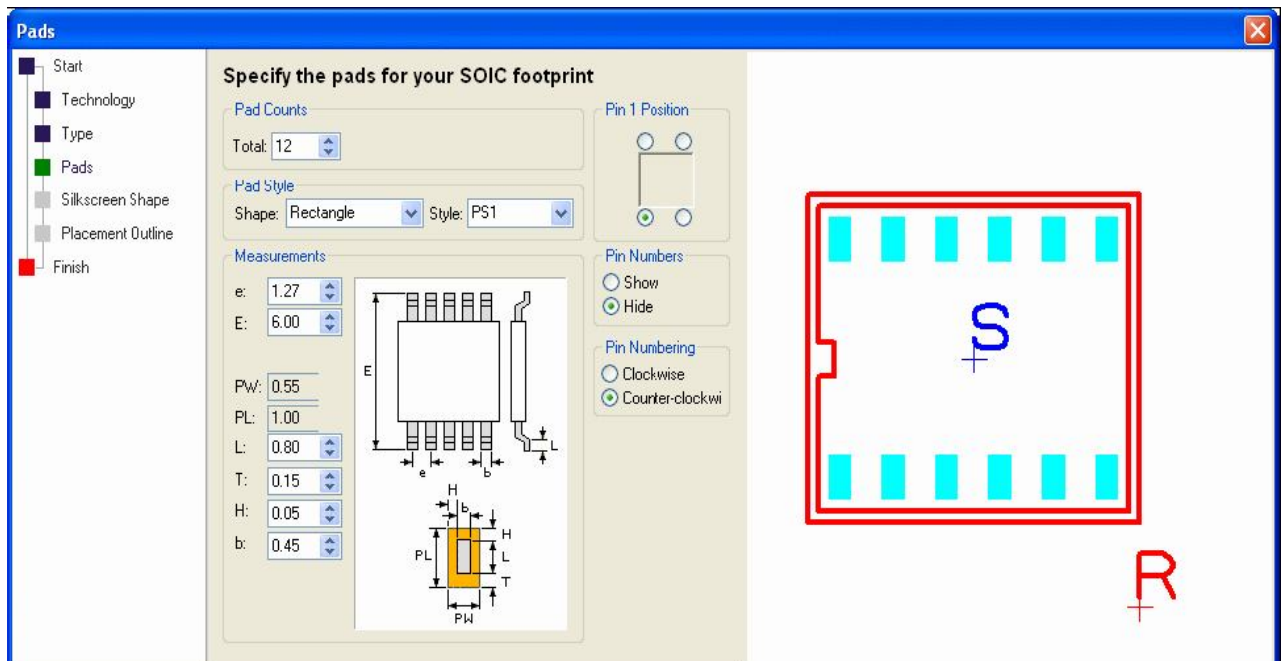 Pads
Start
Technology
Type
Pads
Silkscreen Shape
Placement Outline
Finish
Specify the pads for your SOIC footprint
Pad Counts
Total: 12
Pad Style
Shape: Rectangle Style: PS1
Measurements
e: 1.27
E: 6.00
PW: 0.55
PL: 1.00
L: 0.80
T: 0.15
H: 0.05
b: 0.45
E
L
e b
H
b
H
PL L
T
PW
Pin 1 Position
Pin Numbers
Show
Hide
Pin Numbering
Clockwise
Counter-clockwi
S
R